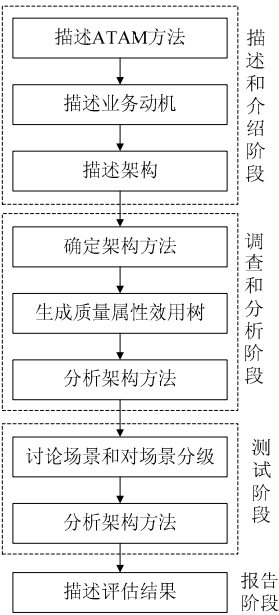 描述ATAM方法
描述业务动机
描述架构
描述和介绍阶段
确定架构方法
生成质量属性效用树
分析架构方法
调查和分析阶段
讨论场景和对场景分级
分析架构方法
测试阶段
描述评估结果
报告
阶段